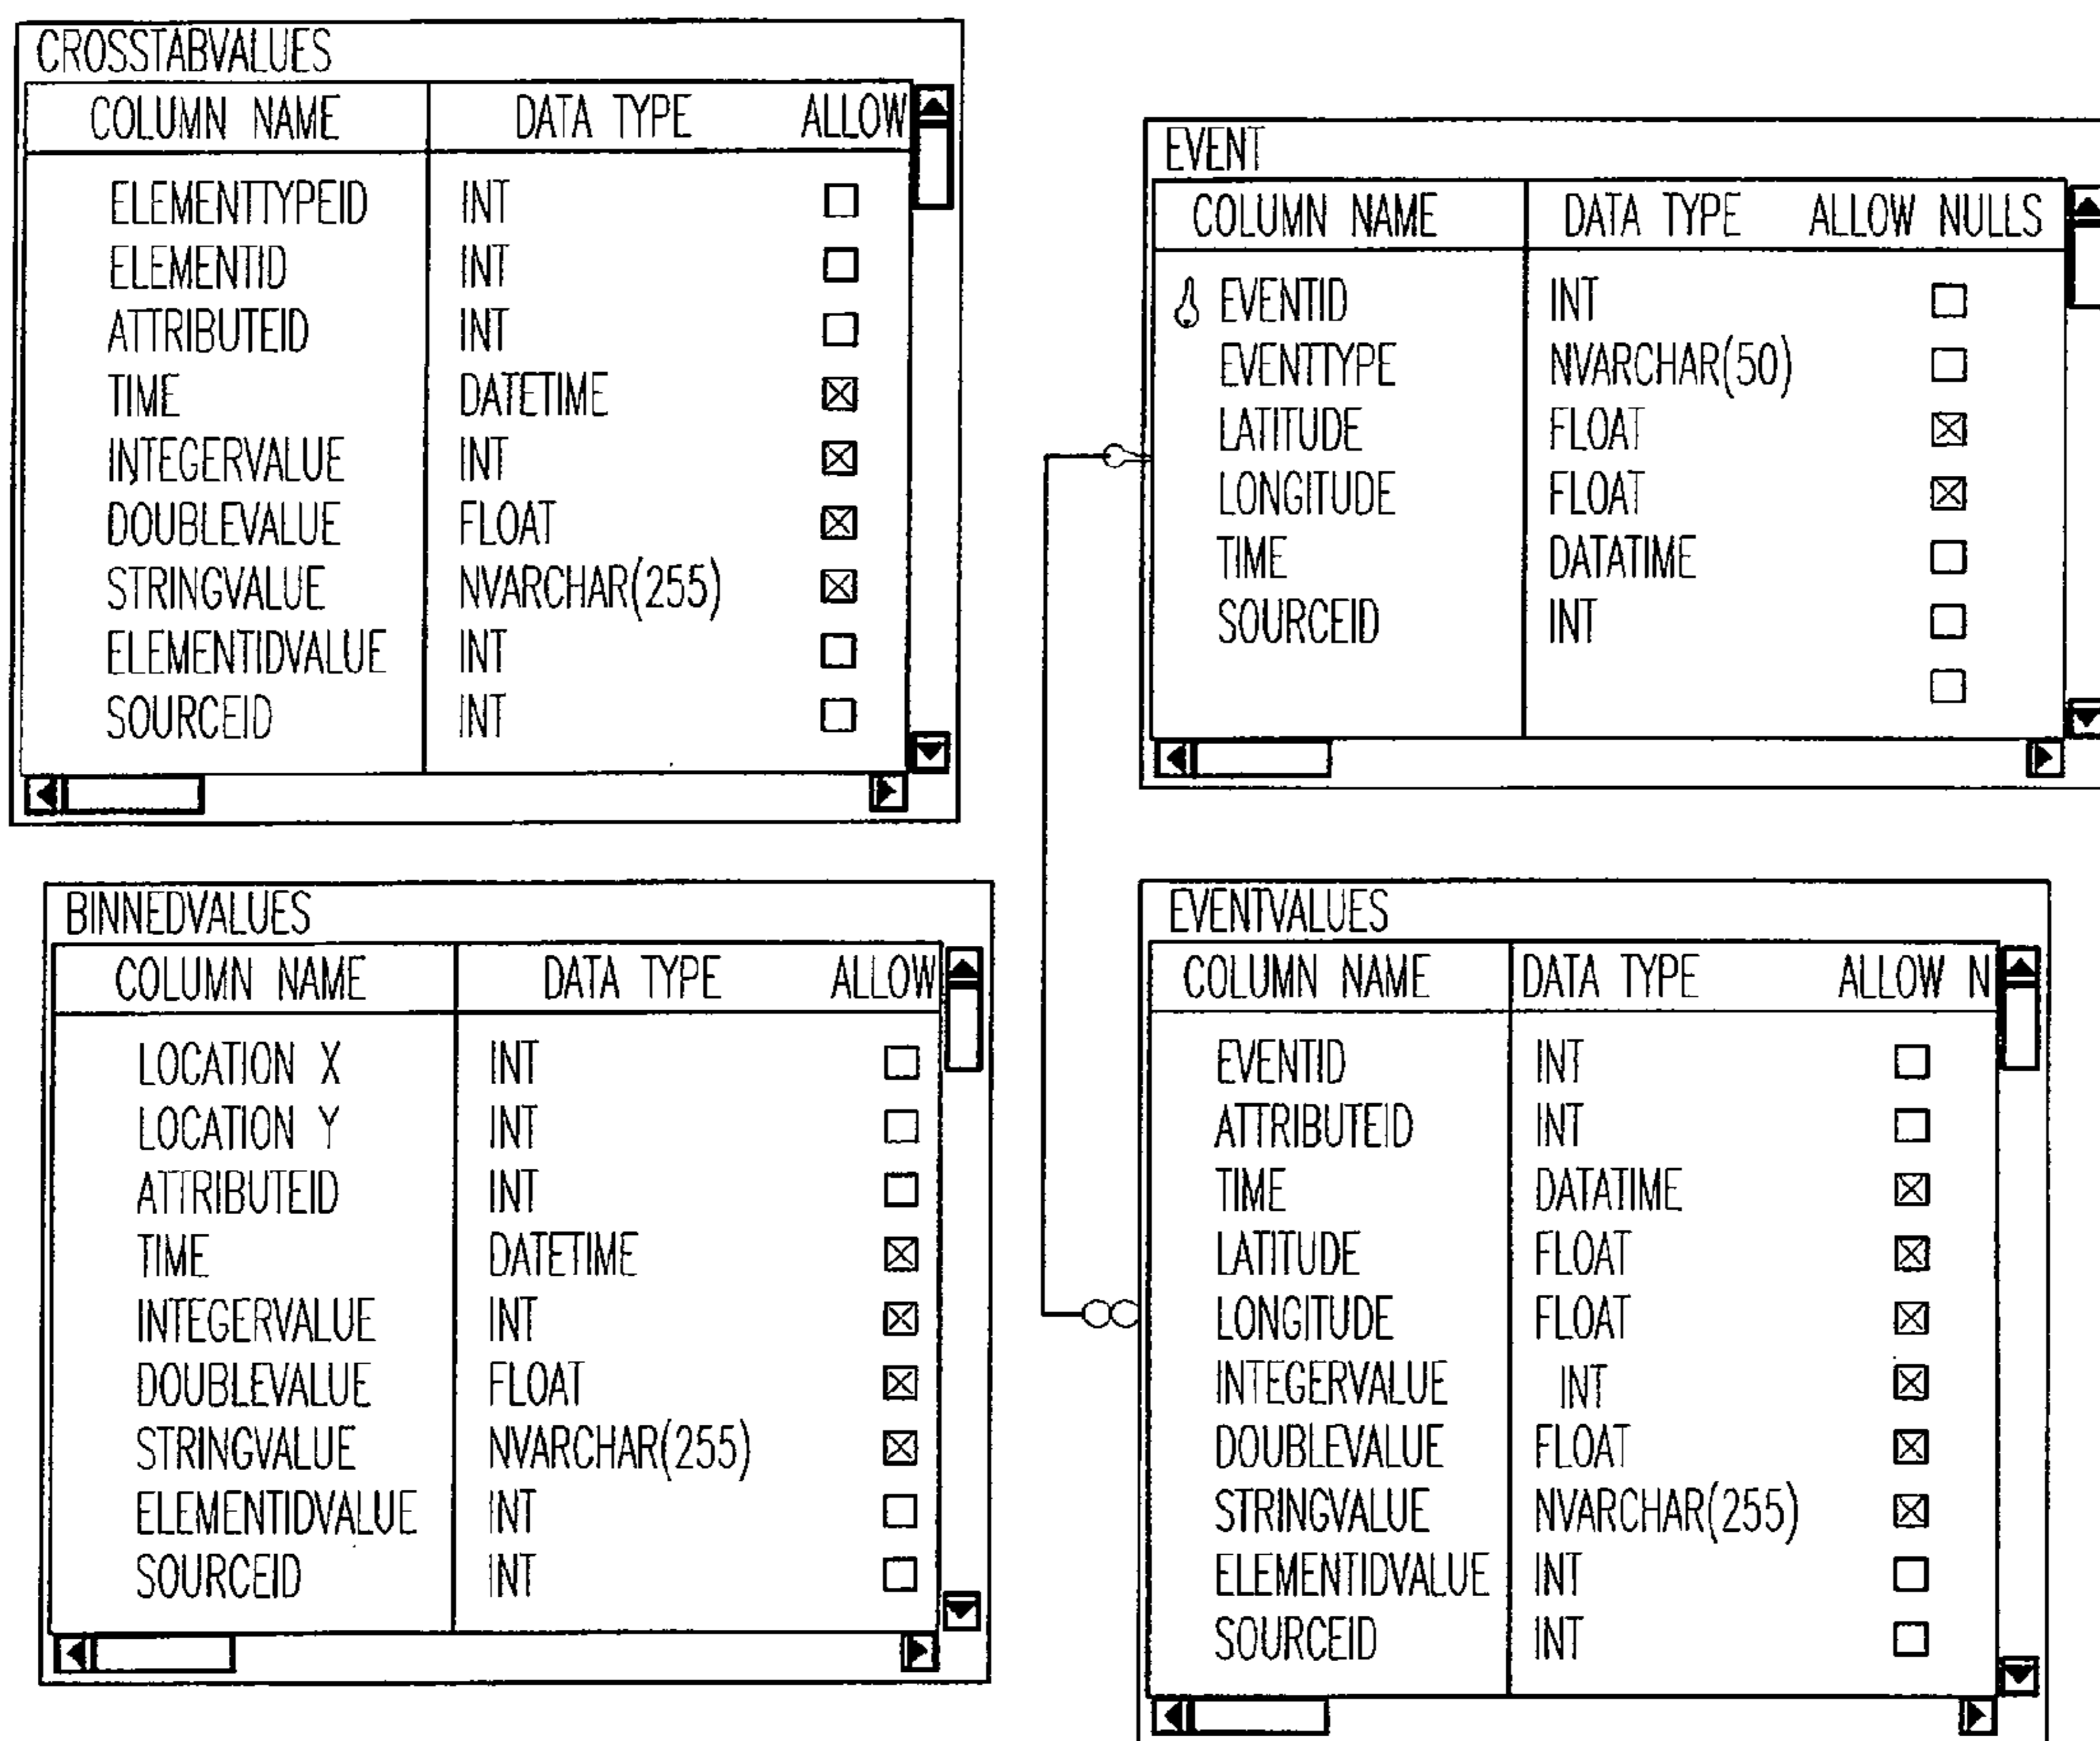 CROSSTABVALUES
COLUMN NAME DATA TYPE ALLOW
ELEMENTTYPEID INT
ELEMENTID INT
ATTRIBUTEID INT
TIME DATETIME
INTEGERVALUE INT
DOUBLEVALUE FLOAT
STRINGVALUE NVARCHAR(255)
ELEMENTIDVALUE INT
SOURCEID INT
EVENT
COLUMN NAME DATA TYPE ALLOW NULLS
EVENTID INT
EVENTTYPE NVARCHAR(50)
LATITUDE FLOAT
LONGITUDE FLOAT
TIME DATATIME
SOURCEID INT
BINNEDVALUES
COLUMN NAME DATA TYPE ALLOW
LOCATION X INT
LOCATION Y INT
ATTRIBUTEID INT
TIME DATETIME
INTEGERVALUE INT
DOUBLEVALUE FLOAT
STRINGVALUE NVARCHAR(255)
ELEMENTIDVALUE INT
SOURCEID INT
EVENTVALUES
COLUMN NAME DATA TYPE ALLOW N
EVENTID INT
ATTRIBUTEID INT
TIME DATATIME
LATITUDE FLOAT
LONGITUDE FLOAT
INTEGERVALUE INT
DOUBLEVALUE FLOAT
STRINGVALUE NVARCHAR(255)
ELEMENTIDVALUE INT
SOURCEID INT